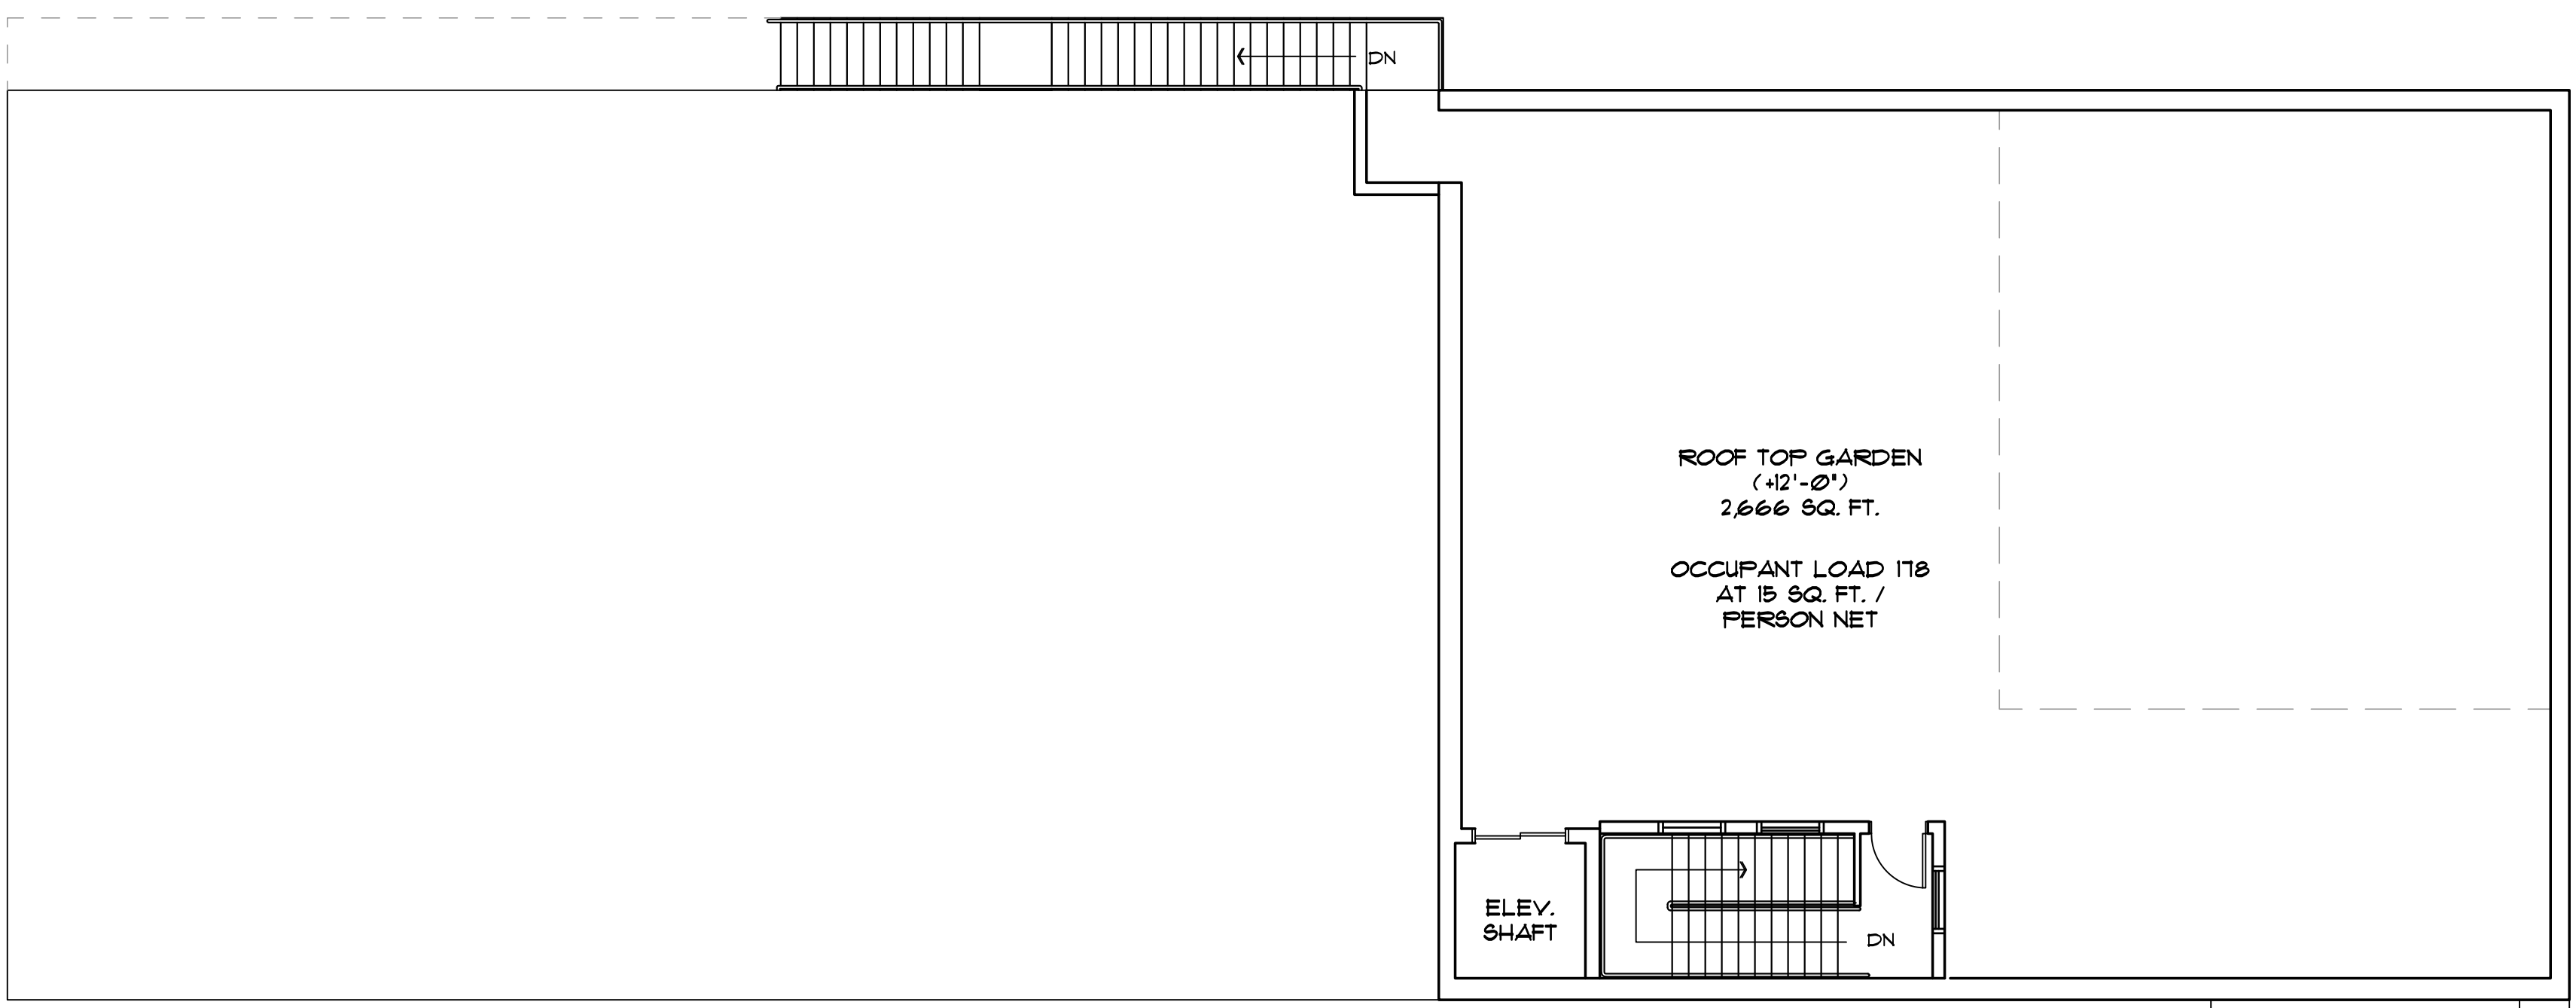 DN
ROOF TOP GARDEN
(+12'-0")
2,666 SQ. FT.
OCCUPANT LOAD 178
AT 15 SQ. FT. /
PERSON NET
ELEV.
SHAFT
DN